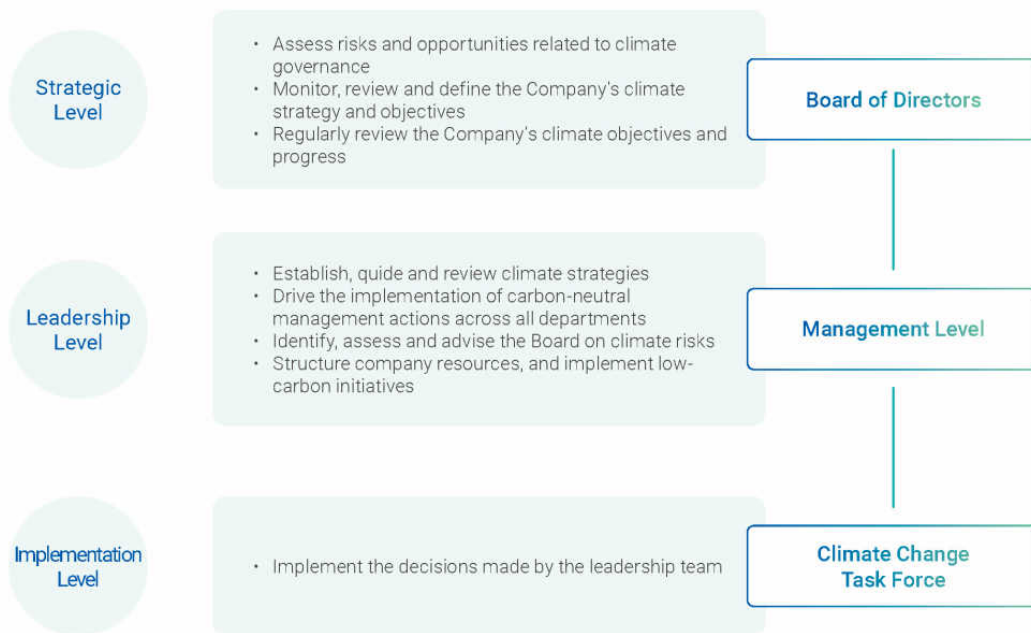 Strategic
Level
• Assess risks and opportunities related to climate
governance
• Monitor, review and define the Company's climate
strategy and objectives
• Regularly review the Company's climate objectives and
progress
Board of Directors
Leadership
Level
• Establish, quide and review climate strategies
• Drive the implementation of carbon-neutral
management actions across all departments
• Identify, assess and advise the Board on climate risks
• Structure company resources, and implement low-
carbon initiatives
Management Level
Implementation
Level
• Implement the decisions made by the leadership team
Climate Change
Task Force